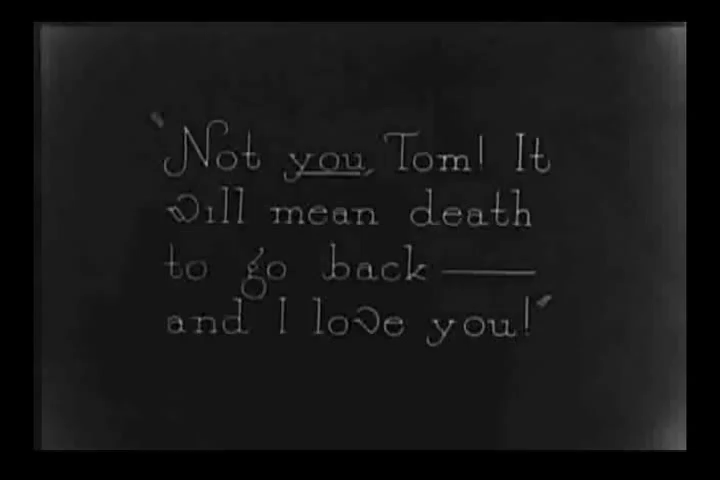 "Not you, Tom! It
will mean death
to go back —
and I love you!"